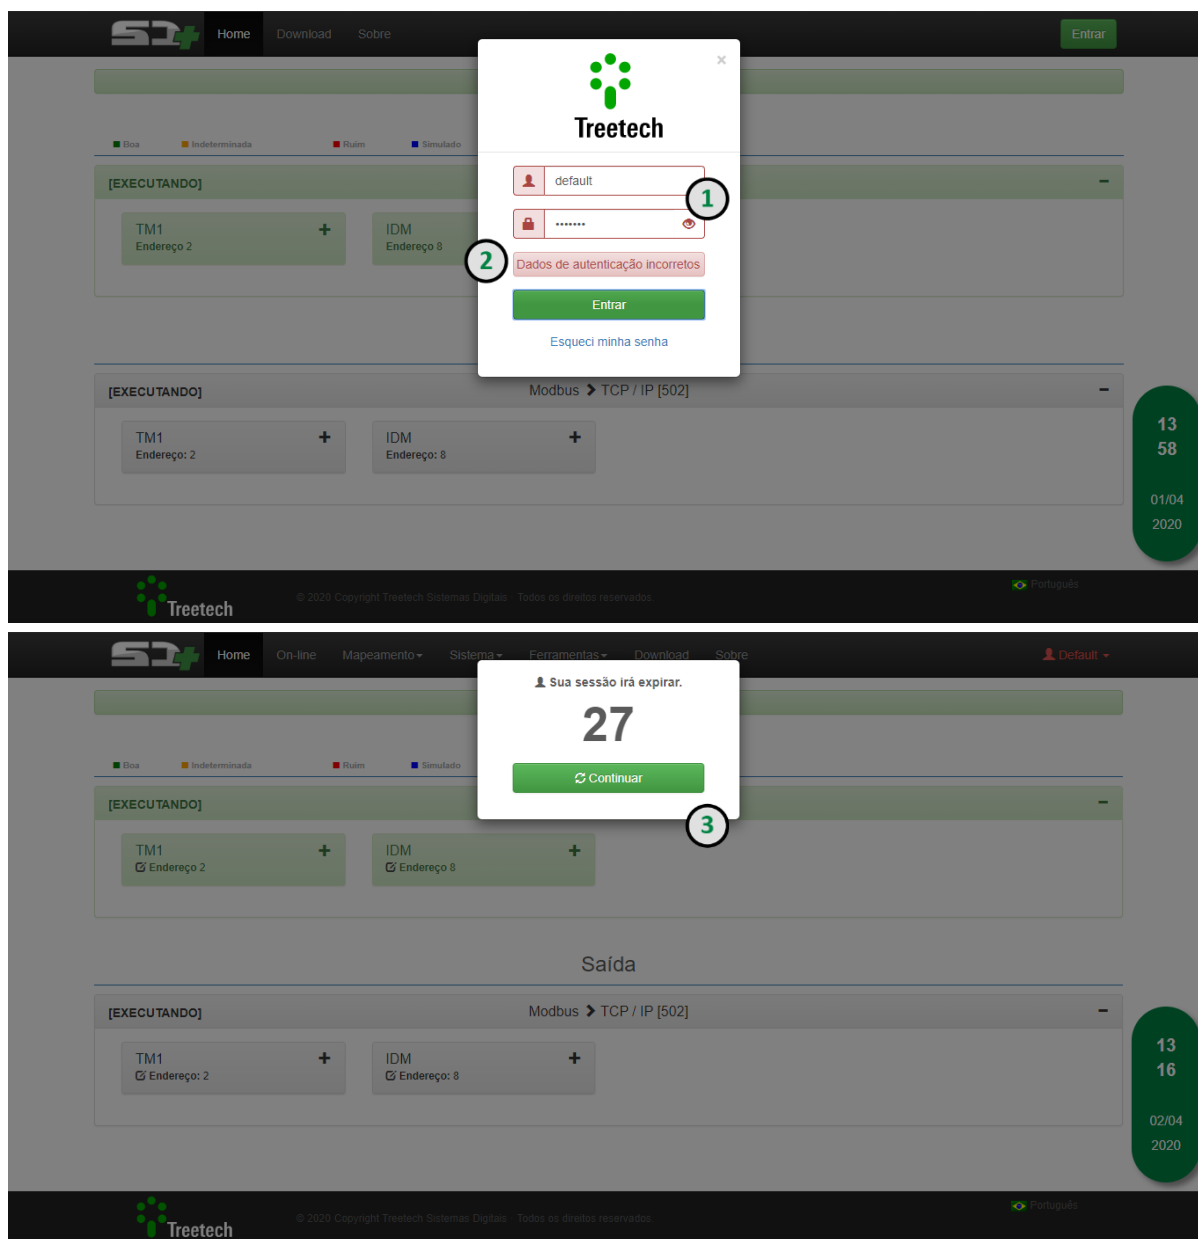 SD+ Home Download Sobre Entrar
×
Treetech
Boa Indeterminada Ruim Simulado
[EXECUTANDO]
default
1
TM1
Endereço 2
IDM
Endereço 8
•••••••
2
Dados de autenticação incorretos
Entrar
Esqueci minha senha
[EXECUTANDO] Modbus TCP / IP [502]
TM1
Endereço: 2
IDM
Endereço: 8
13
58
01/04
2020
Treetech
© 2020 Copyright Treetech Sistemas Digitais · Todos os direitos reservados.
Português
SD+ Home On-line Mapeamento Sistema Ferramentas Download Sobre Default
Sua sessão irá expirar.
27
Continuar
3
Boa Indeterminada Ruim Simulado
[EXECUTANDO]
TM1
Endereço 2
IDM
Endereço 8
Saída
[EXECUTANDO] Modbus TCP / IP [502]
TM1
Endereço: 2
IDM
Endereço: 8
13
16
02/04
2020
Treetech
© 2020 Copyright Treetech Sistemas Digitais · Todos os direitos reservados.
Português